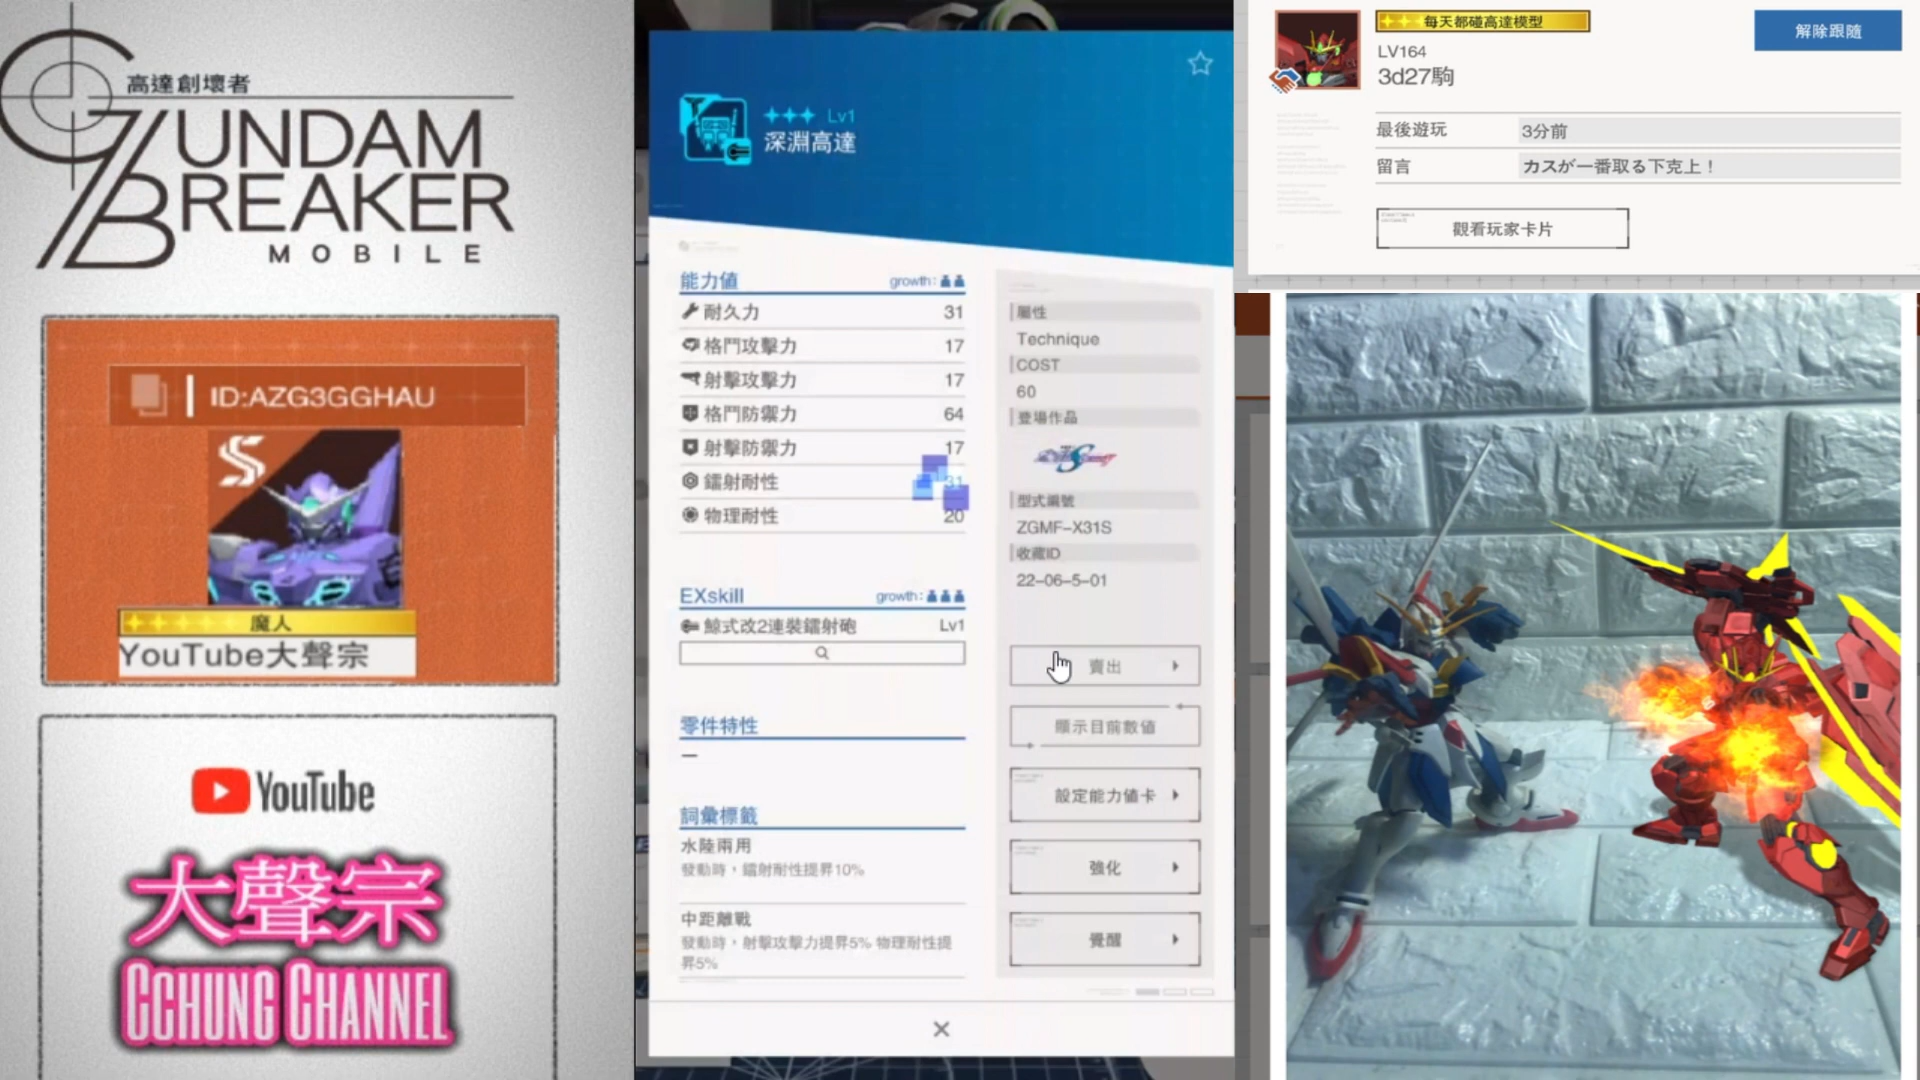 高達創壞者
GUNDAM
BREAKER
MOBILE
ID:AZG3GGHAU
魔人
YouTube大聲宗
YouTube
大聲宗
CCHUNG CHANNEL
Lv1
深淵高達
能力值
growth:
耐久力 31
格鬥攻擊力 17
射擊攻擊力 17
格鬥防禦力 64
射擊防禦力 17
鐳射耐性 31
物理耐性 20
EXskill
growth:
鯨式改2連裝鐳射砲 Lv1
零件特性
—
詞彙標籤
水陸兩用
發動時，鐳射耐性提昇10%
中距離戰
發動時，射擊攻擊力提昇5% 物理耐性提
昇5%
屬性
Technique
COST
60
登場作品
型式編號
ZGMF-X31S
收藏ID
22-06-5-01
賣出
顯示目前數值
設定能力值卡
強化
覺醒
每天都碰高達模型
LV164
3d27駒
解除跟隨
最後遊玩 3分前
留言 カスが一番取る下克上！
觀看玩家卡片